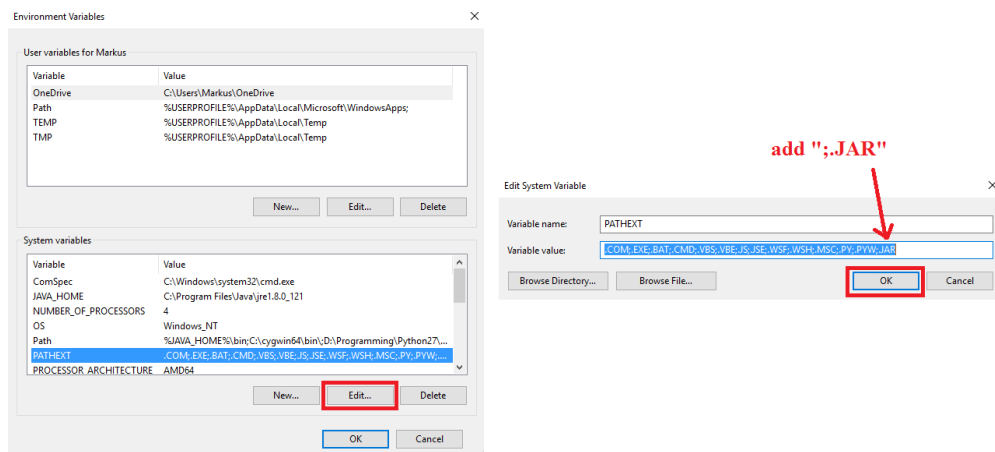 Environment Variables
User variables for Markus
Variable Value
OneDrive C:\Users\Markus\OneDrive
Path %USERPROFILE%\AppData\Local\Microsoft\WindowsApps;
TEMP %USERPROFILE%\AppData\Local\Temp
TMP %USERPROFILE%\AppData\Local\Temp
New... Edit... Delete
System variables
Variable Value
ComSpec C:\Windows\system32\cmd.exe
JAVA_HOME C:\Program Files\Java\jre1.8.0_121
NUMBER_OF_PROCESSORS 4
OS Windows_NT
Path %JAVA_HOME%\bin;C:\cygwin64\bin\;D:\Programming\Python27\...
PATHEXT .COM;.EXE;.BAT;.CMD;.VBS;.VBE;.JS;.JSE;.WSF;.WSH;.MSC;.PY;.PYW;....
PROCESSOR_ARCHITECTURE AMD64
New... Edit... Delete
OK Cancel
add ";.JAR"
Edit System Variable
Variable name: PATHEXT
Variable value: .COM;.EXE;.BAT;.CMD;.VBS;.VBE;.JS;.JSE;.WSF;.WSH;.MSC;.PY;.PYW;.JAR
Browse Directory... Browse File... OK Cancel